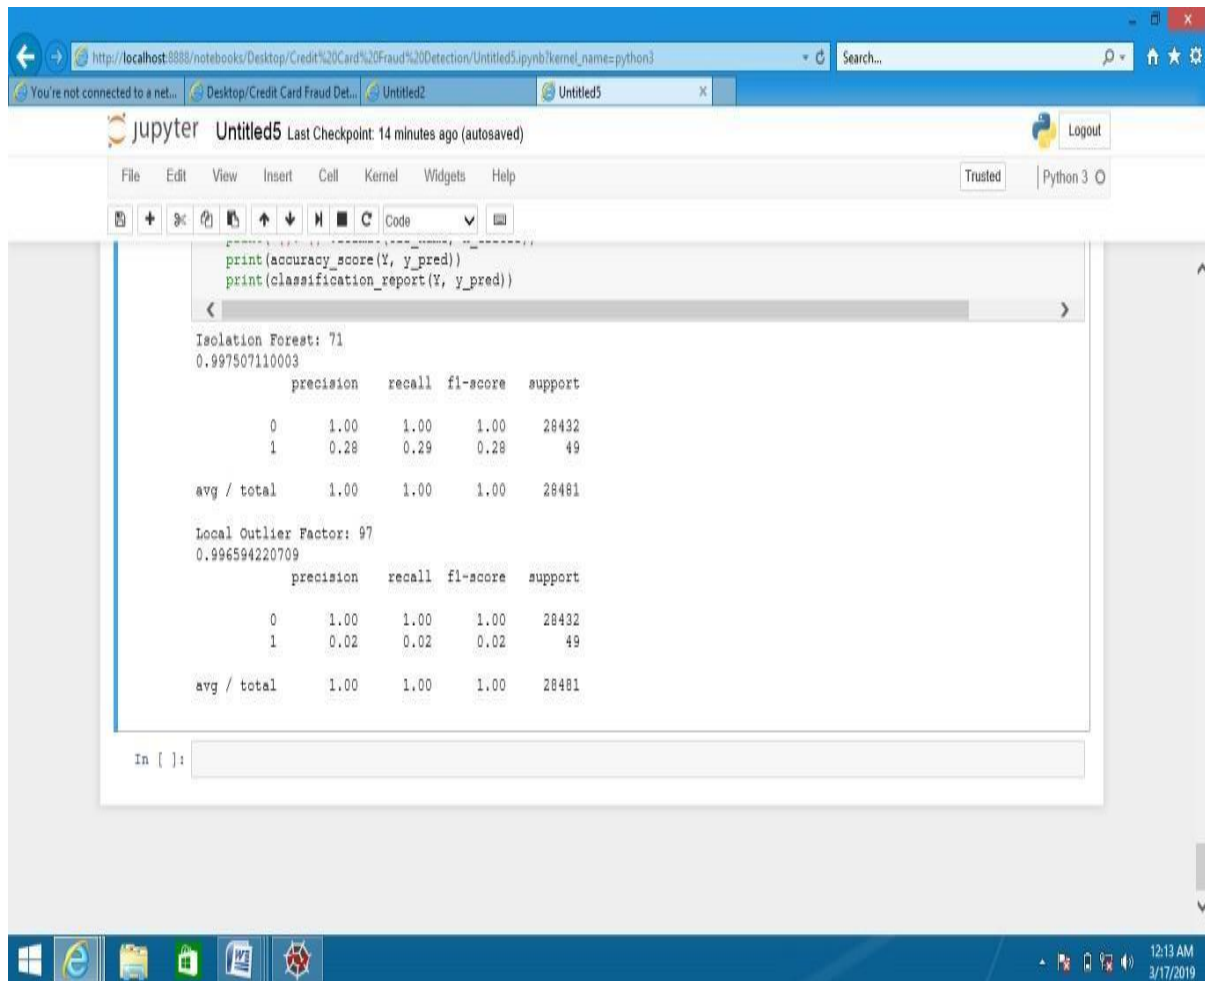 http://localhost:8888/notebooks/Desktop/Credit%20Card%20Fraud%20Detection/Untitled5.ipynb?kernel_name=python3
Search...
You're not connected to a net... Desktop/Credit Card Fraud Det... Untitled2 Untitled5
jupyter Untitled5 Last Checkpoint: 14 minutes ago (autosaved) Logout
File Edit View Insert Cell Kernel Widgets Help Trusted Python 3
Code
print(accuracy_score(Y, y_pred))
print(classification_report(Y, y_pred))
Isolation Forest: 71
0.997507110003
precision recall f1-score support
0 1.00 1.00 1.00 28432
1 0.28 0.29 0.28 49
avg / total 1.00 1.00 1.00 28481
Local Outlier Factor: 97
0.996594220709
precision recall f1-score support
0 1.00 1.00 1.00 28432
1 0.02 0.02 0.02 49
avg / total 1.00 1.00 1.00 28481
In [ ]:
12:13 AM
3/17/2019